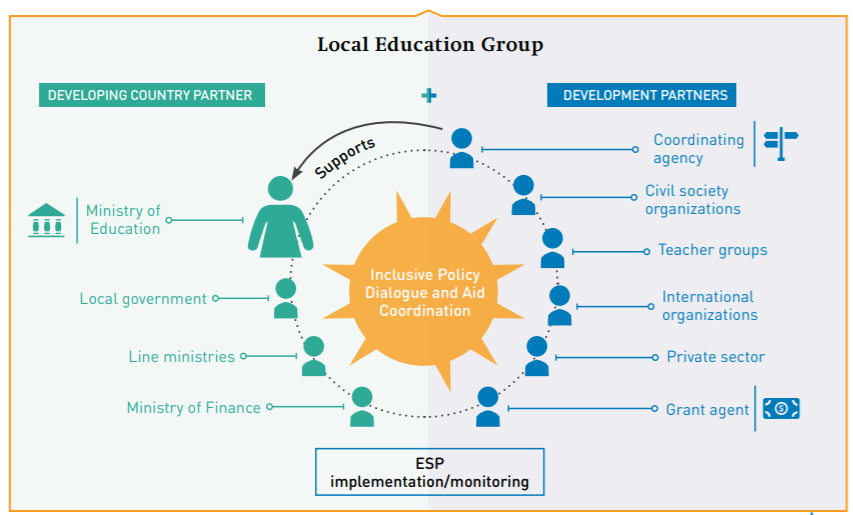 Local Education Group
DEVELOPING COUNTRY PARTNER
+
DEVELOPMENT PARTNERS
Supports
Ministry of
Education
Local government
Line ministries
Ministry of Finance
Inclusive Policy
Dialogue and Aid
Coordination
Coordinating
agency
Civil society
organizations
Teacher groups
International
organizations
Private sector
Grant agent
$
ESP
implementation/monitoring